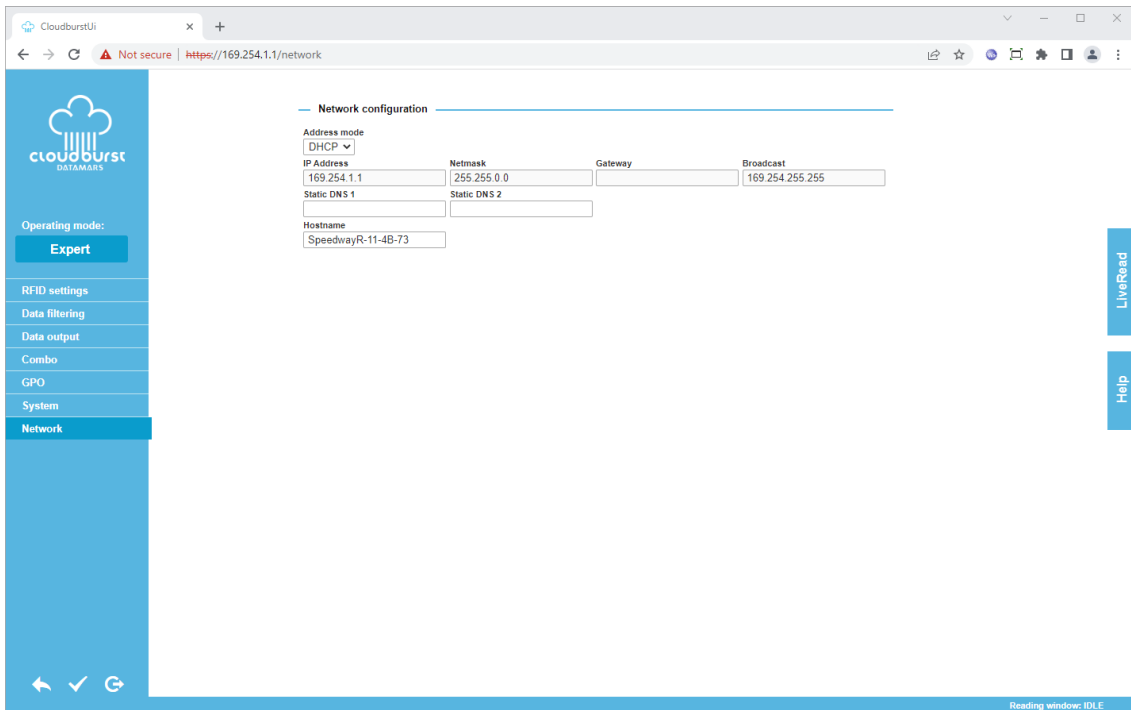 CloudburstUi
Not secure | https://169.254.1.1/network
cloudburst
DATAMARS
Operating mode:
Expert
RFID settings
Data filtering
Data output
Combo
GPO
System
Network
Network configuration
Address mode
DHCP
IP Address Netmask Gateway Broadcast
169.254.1.1 255.255.0.0 169.254.255.255
Static DNS 1 Static DNS 2
Hostname
SpeedwayR-11-4B-73
LiveRead
Help
Reading window: IDLE